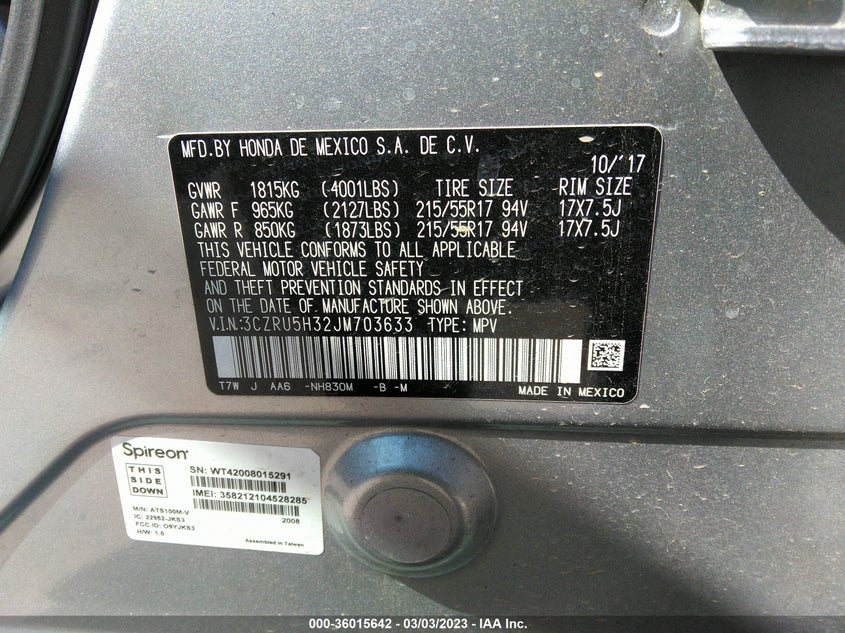 MFD.BY HONDA DE MEXICO S.A. DE C.V.
10/'17
GVWR 1815KG (4001LBS) TIRE SIZE RIM SIZE
GAWR F 965KG (2127LBS) 215/55R17 94V 17X7.5J
GAWR R 850KG (1873LBS) 215/55R17 94V 17X7.5J
THIS VEHICLE CONFORMS TO ALL APPLICABLE
FEDERAL MOTOR VEHICLE SAFETY
AND THEFT PREVENTION STANDARDS IN EFFECT
ON THE DATE OF MANUFACTURE SHOWN ABOVE.
V.IN:3CZRU5H32JM703633 TYPE: MPV
T7W J AA6 -NH830M -B -M
MADE IN MEXICO
Spireon
THIS
SIDE
DOWN
SN: WT42008015291
IMEI: 358212104528285
2008
M/N: ATS100M-V
IC: 22952-JKS3
FCC ID: O9YJKS3
H/W: 1.0
Assembled in Taiwan
000-36015642 — 03/03/2023 — IAA Inc.